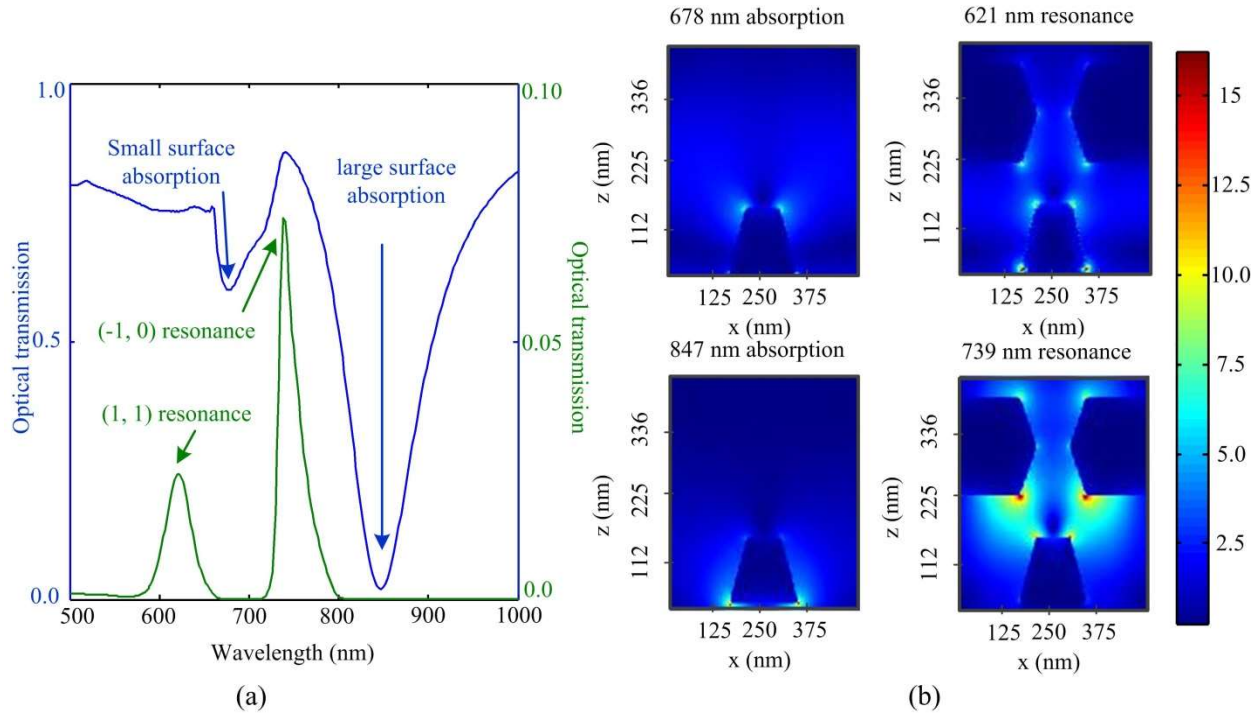 1.0
0.5
0.0
Optical transmission
0.10
0.05
0.0
Optical transmission
Small surface
absorption
large surface
absorption
(-1, 0) resonance
(1, 1) resonance
500 600 700 800 900 1000
Wavelength (nm)
(a)
678 nm absorption
336
225
112
z (nm)
125 250 375
x (nm)
621 nm resonance
336
225
112
z (nm)
125 250 375
x (nm)
847 nm absorption
336
225
112
z (nm)
125 250 375
x (nm)
739 nm resonance
336
225
112
z (nm)
125 250 375
x (nm)
15
12.5
10.0
7.5
5.0
2.5
(b)